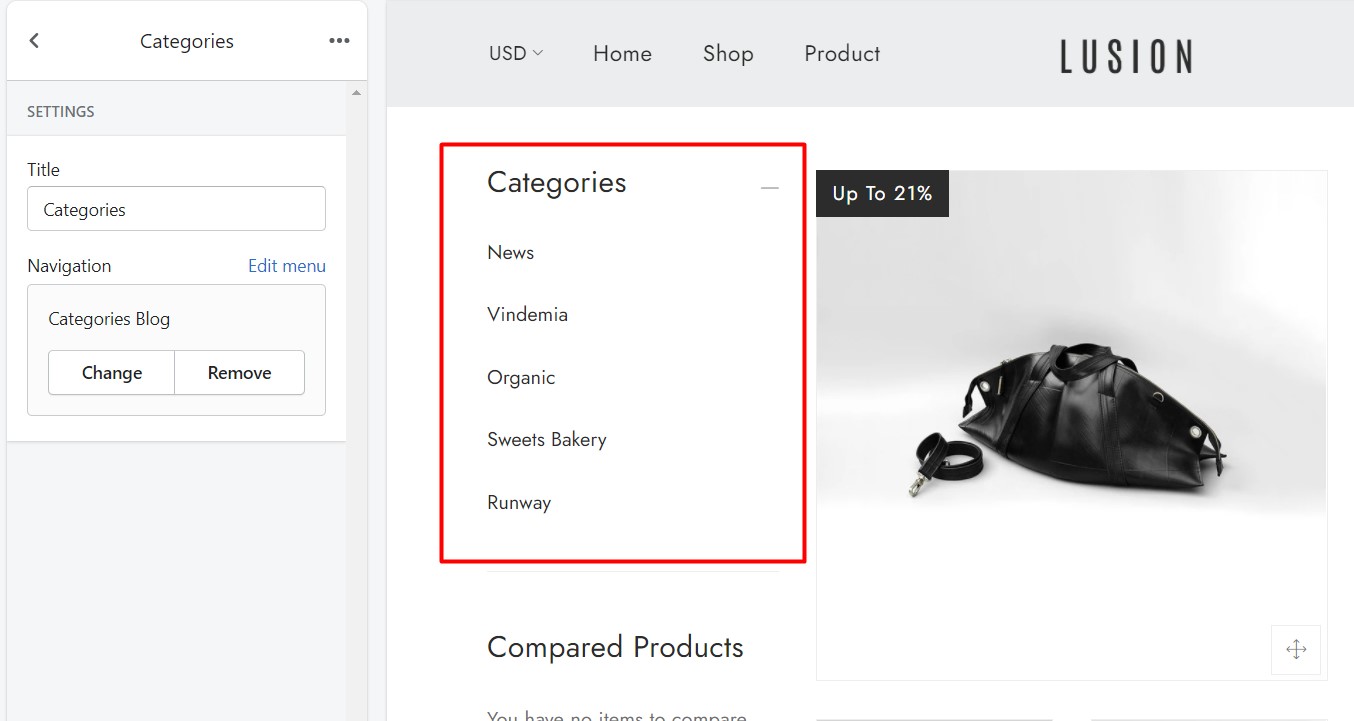 Categories
SETTINGS
Title
Categories
Navigation Edit menu
Categories Blog
Change Remove
USD Home Shop Product LUSION
Categories
News
Vindemia
Organic
Sweets Bakery
Runway
Compared Products
You have no items to compare
Up To 21%